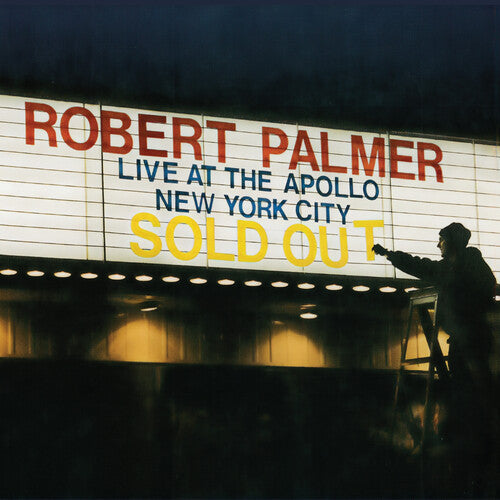 ROBERT PALMER
LIVE AT THE APOLLO
NEW YORK CITY
SOLD OUT